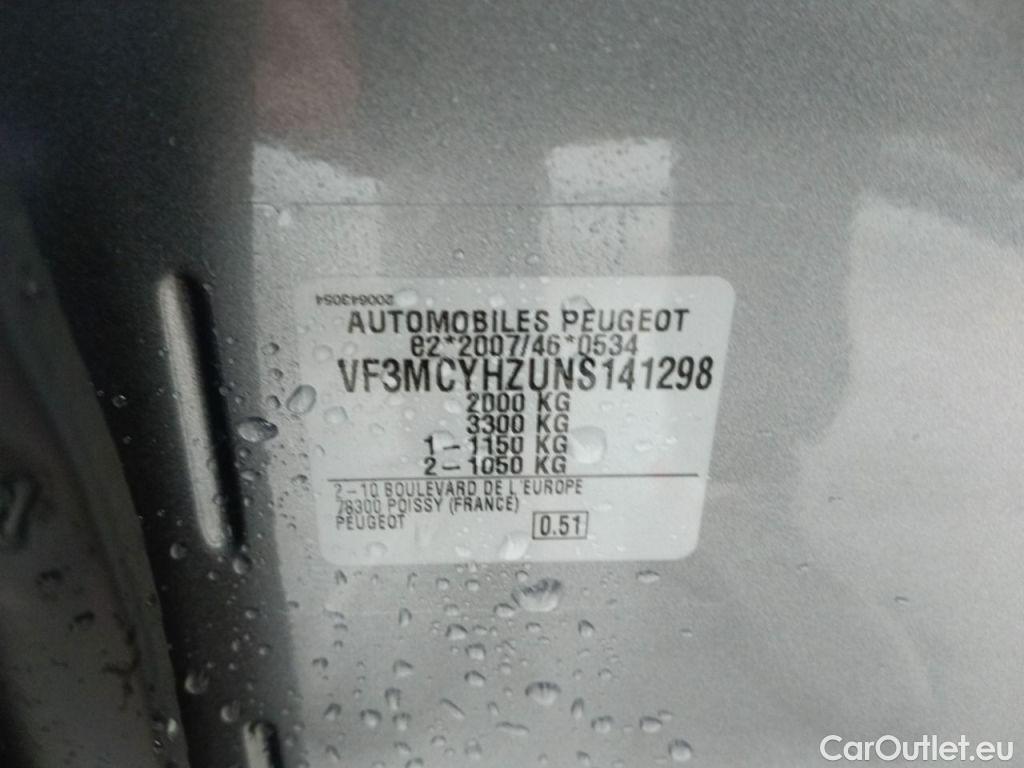 200643054
AUTOMOBILES PEUGEOT
e2*2007/46*0534
VF3MCYHZUNS141298
2000 KG
3300 KG
1-1150 KG
2-1050 KG
2-10 BOULEVARD DE L'EUROPE
78300 POISSY (FRANCE)
PEUGEOT
0.51
CarOutlet.eu